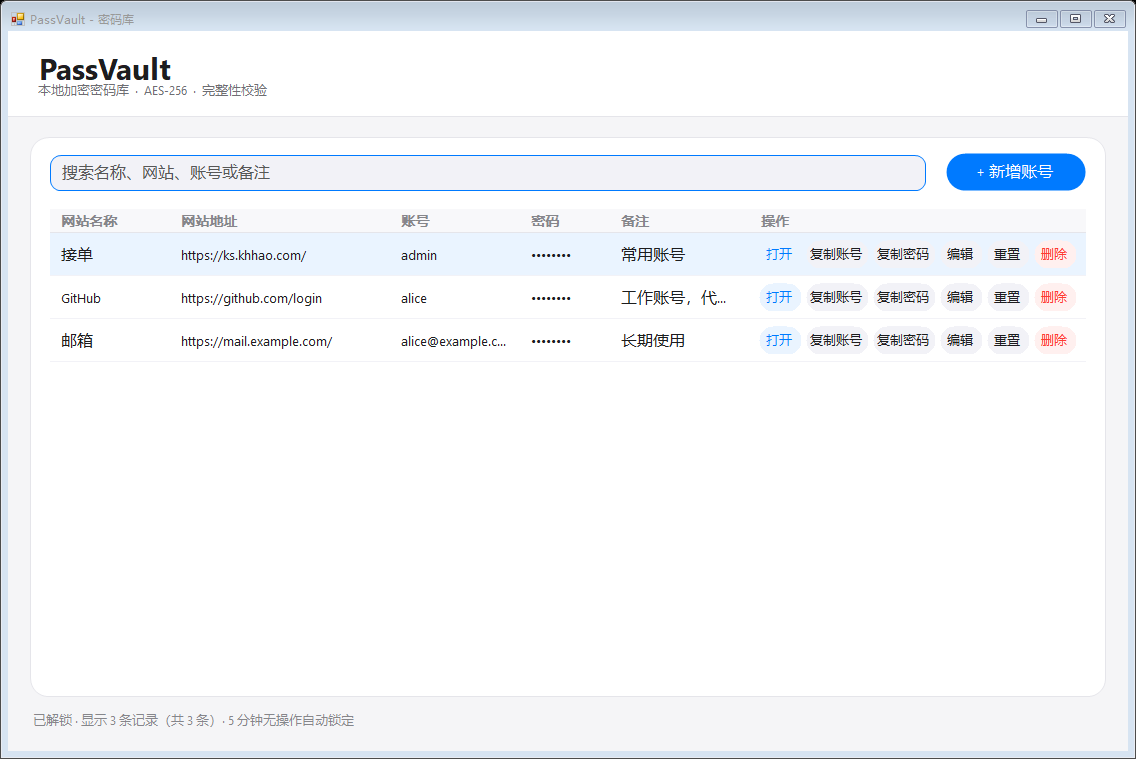 PassVault - 密码库
PassVault
本地加密密码库 · AES-256 · 完整性校验
搜索名称、网站、账号或备注
+ 新增账号
网站名称 网站地址 账号 密码 备注 操作
接单 https://ks.khhao.com/ admin •••••••• 常用账号 打开 复制账号 复制密码 编辑 重置 删除
GitHub https://github.com/login alice •••••••• 工作账号，代... 打开 复制账号 复制密码 编辑 重置 删除
邮箱 https://mail.example.com/ alice@example.c... •••••••• 长期使用 打开 复制账号 复制密码 编辑 重置 删除
已解锁 · 显示 3 条记录（共 3 条）· 5 分钟无操作自动锁定